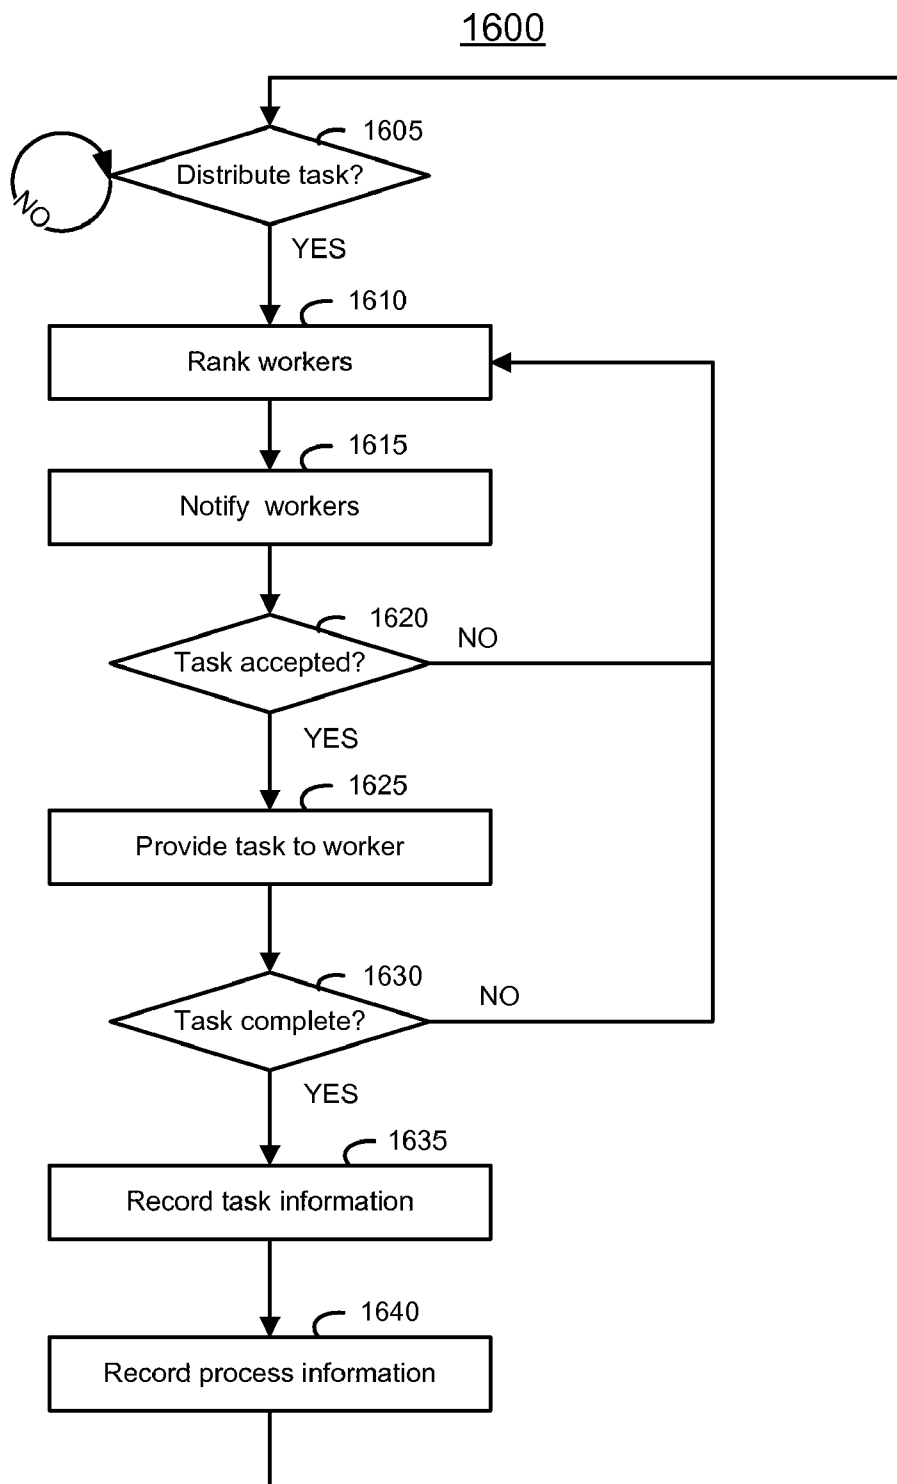 1600
1605
Distribute task?
NO
YES
1610
Rank workers
1615
Notify workers
1620
Task accepted?
NO
YES
1625
Provide task to worker
1630
Task complete?
NO
YES
1635
Record task information
1640
Record process information